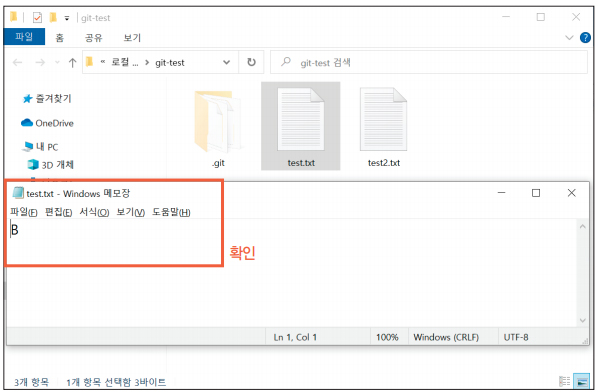 git-test
파일 홈 공유 보기
« 로컬 ... > git-test
git-test 검색
즐겨찾기
OneDrive
내 PC
3D 개체
.git
test.txt
test2.txt
test.txt - Windows 메모장
파일(F) 편집(E) 서식(O) 보기(V) 도움말(H)
B
확인
Ln 1, Col 1 100% Windows (CRLF) UTF-8
3개 항목 1개 항목 선택함 3바이트